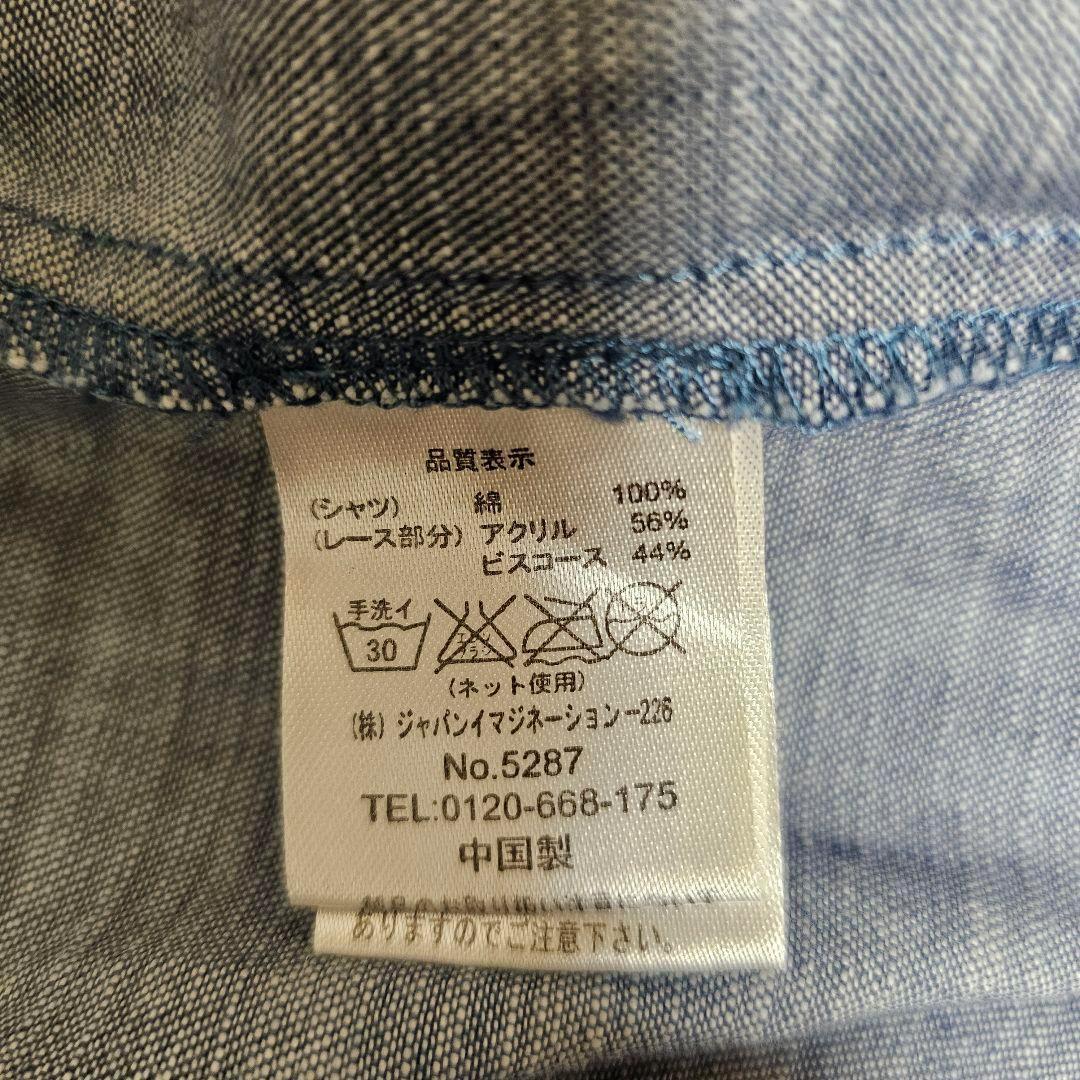 品質表示
(シャツ) 綿 100%
(レース部分) アクリル 56%
ビスコース 44%
手洗イ
30
エンソ
(ネット使用)
(株) ジャパンイマジネーション-226
No.5287
TEL:0120-668-175
中国製
ありますのでご注意下さい。